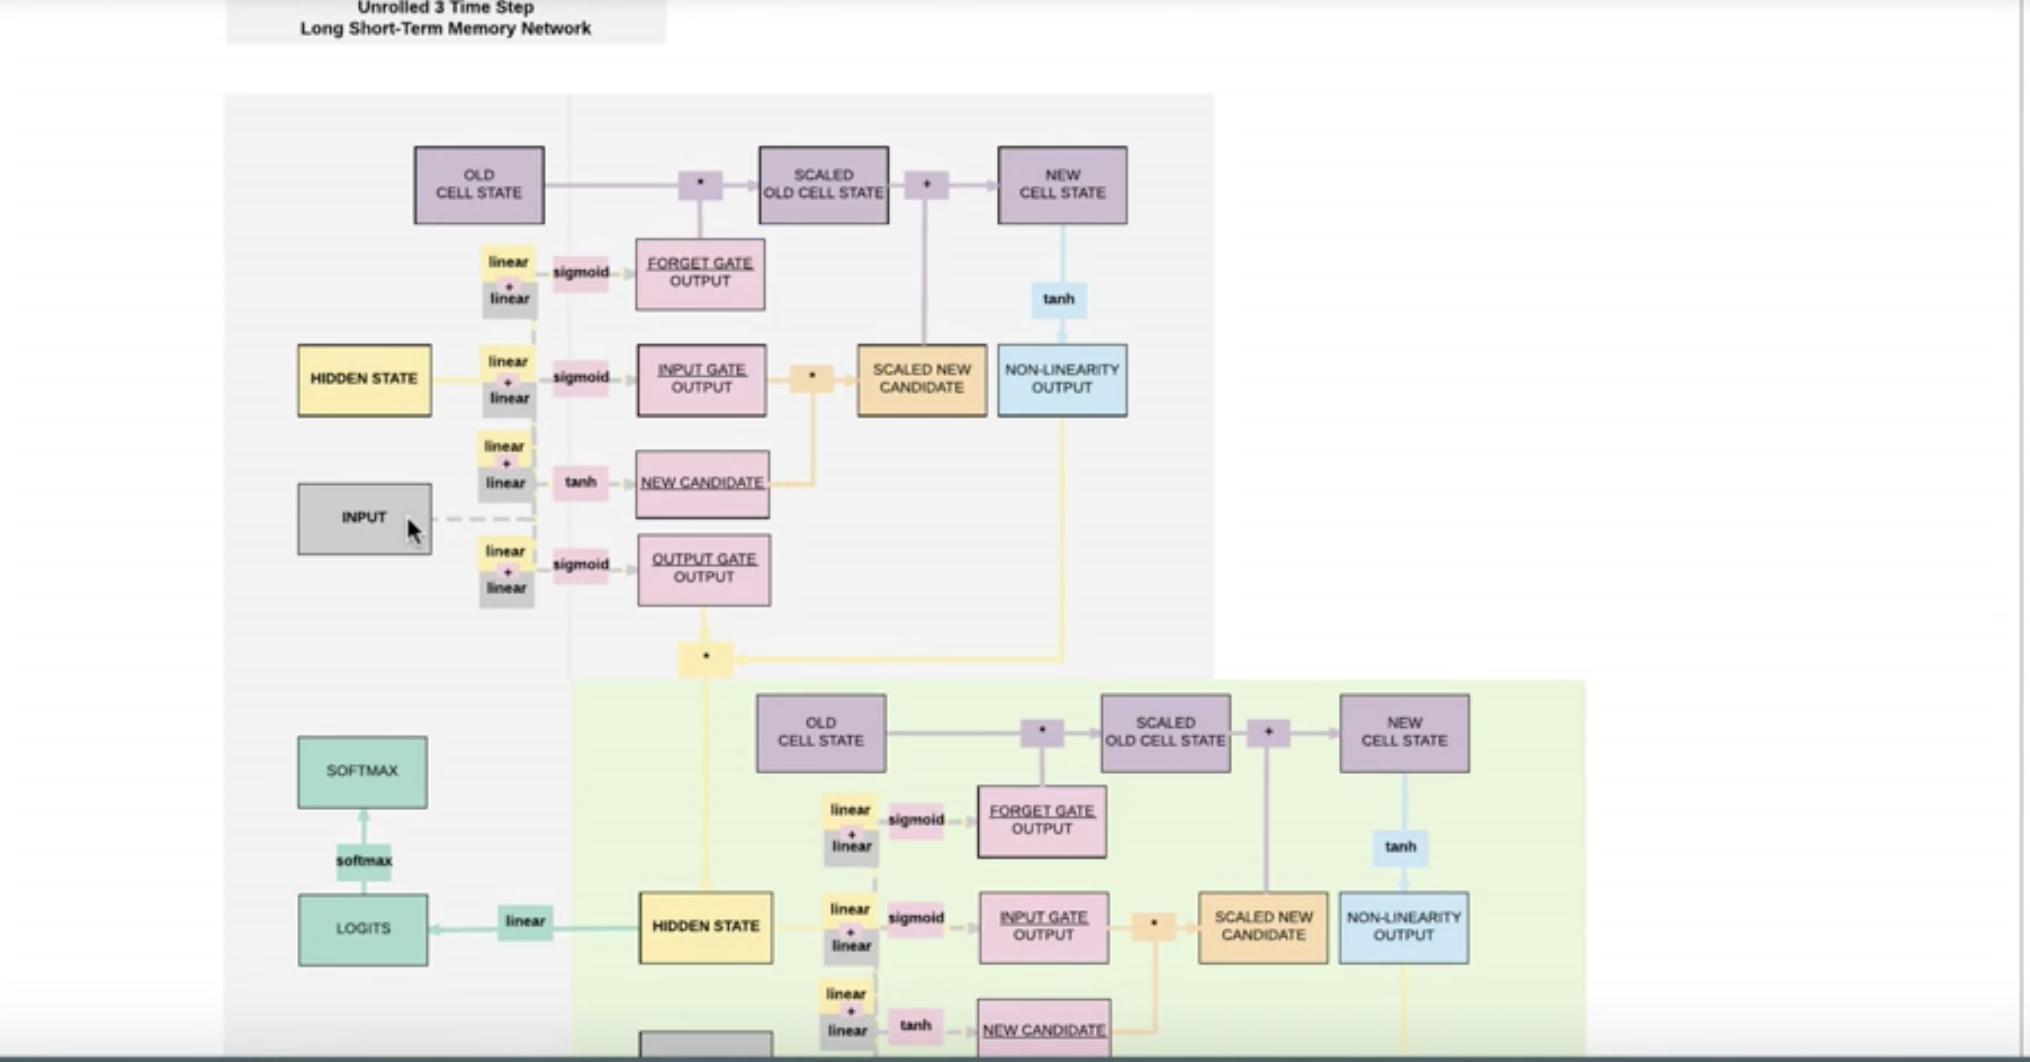 Unrolled 3 Time Step
Long Short-Term Memory Network
OLD
CELL STATE
*
SCALED
OLD CELL STATE
+
NEW
CELL STATE
linear
+
linear
sigmoid
FORGET GATE
OUTPUT
tanh
HIDDEN STATE
linear
+
linear
sigmoid
INPUT GATE
OUTPUT
*
SCALED NEW
CANDIDATE
NON-LINEARITY
OUTPUT
linear
+
linear
tanh
NEW CANDIDATE
INPUT
linear
+
linear
sigmoid
OUTPUT GATE
OUTPUT
*
OLD
CELL STATE
*
SCALED
OLD CELL STATE
+
NEW
CELL STATE
SOFTMAX
softmax
LOGITS
linear
linear
+
linear
sigmoid
FORGET GATE
OUTPUT
tanh
HIDDEN STATE
linear
+
linear
sigmoid
INPUT GATE
OUTPUT
*
SCALED NEW
CANDIDATE
NON-LINEARITY
OUTPUT
linear
+
linear
tanh
NEW CANDIDATE